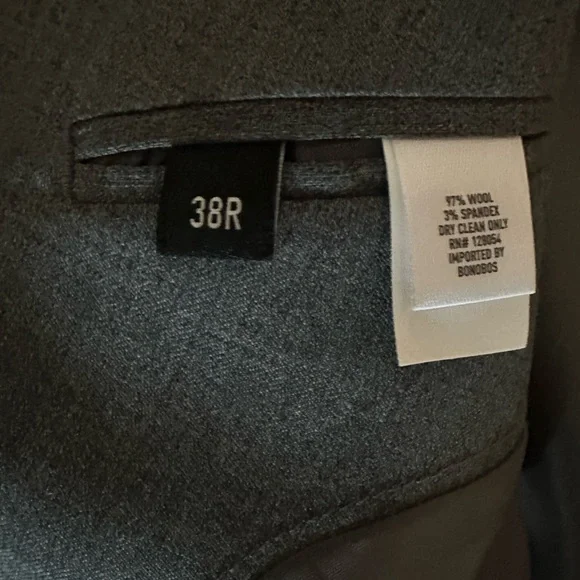 38R
97% WOOL
3% SPANDEX
DRY CLEAN ONLY
RN# 128054
IMPORTED BY
BONOBOS